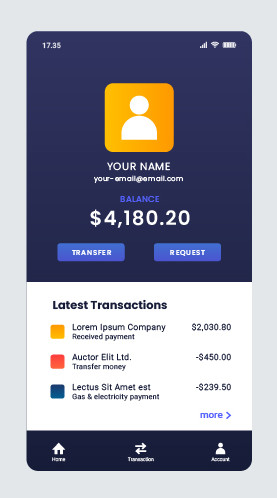 17.35
YOUR NAME
your-email@email.com
BALANCE
$4,180.20
TRANSFER
REQUEST
Latest Transactions
Lorem Ipsum Company $2,030.80
Received payment
Auctor Elit Ltd. -$450.00
Transfer money
Lectus Sit Amet est -$239.50
Gas & electricity payment
more >
Home Transaction Account